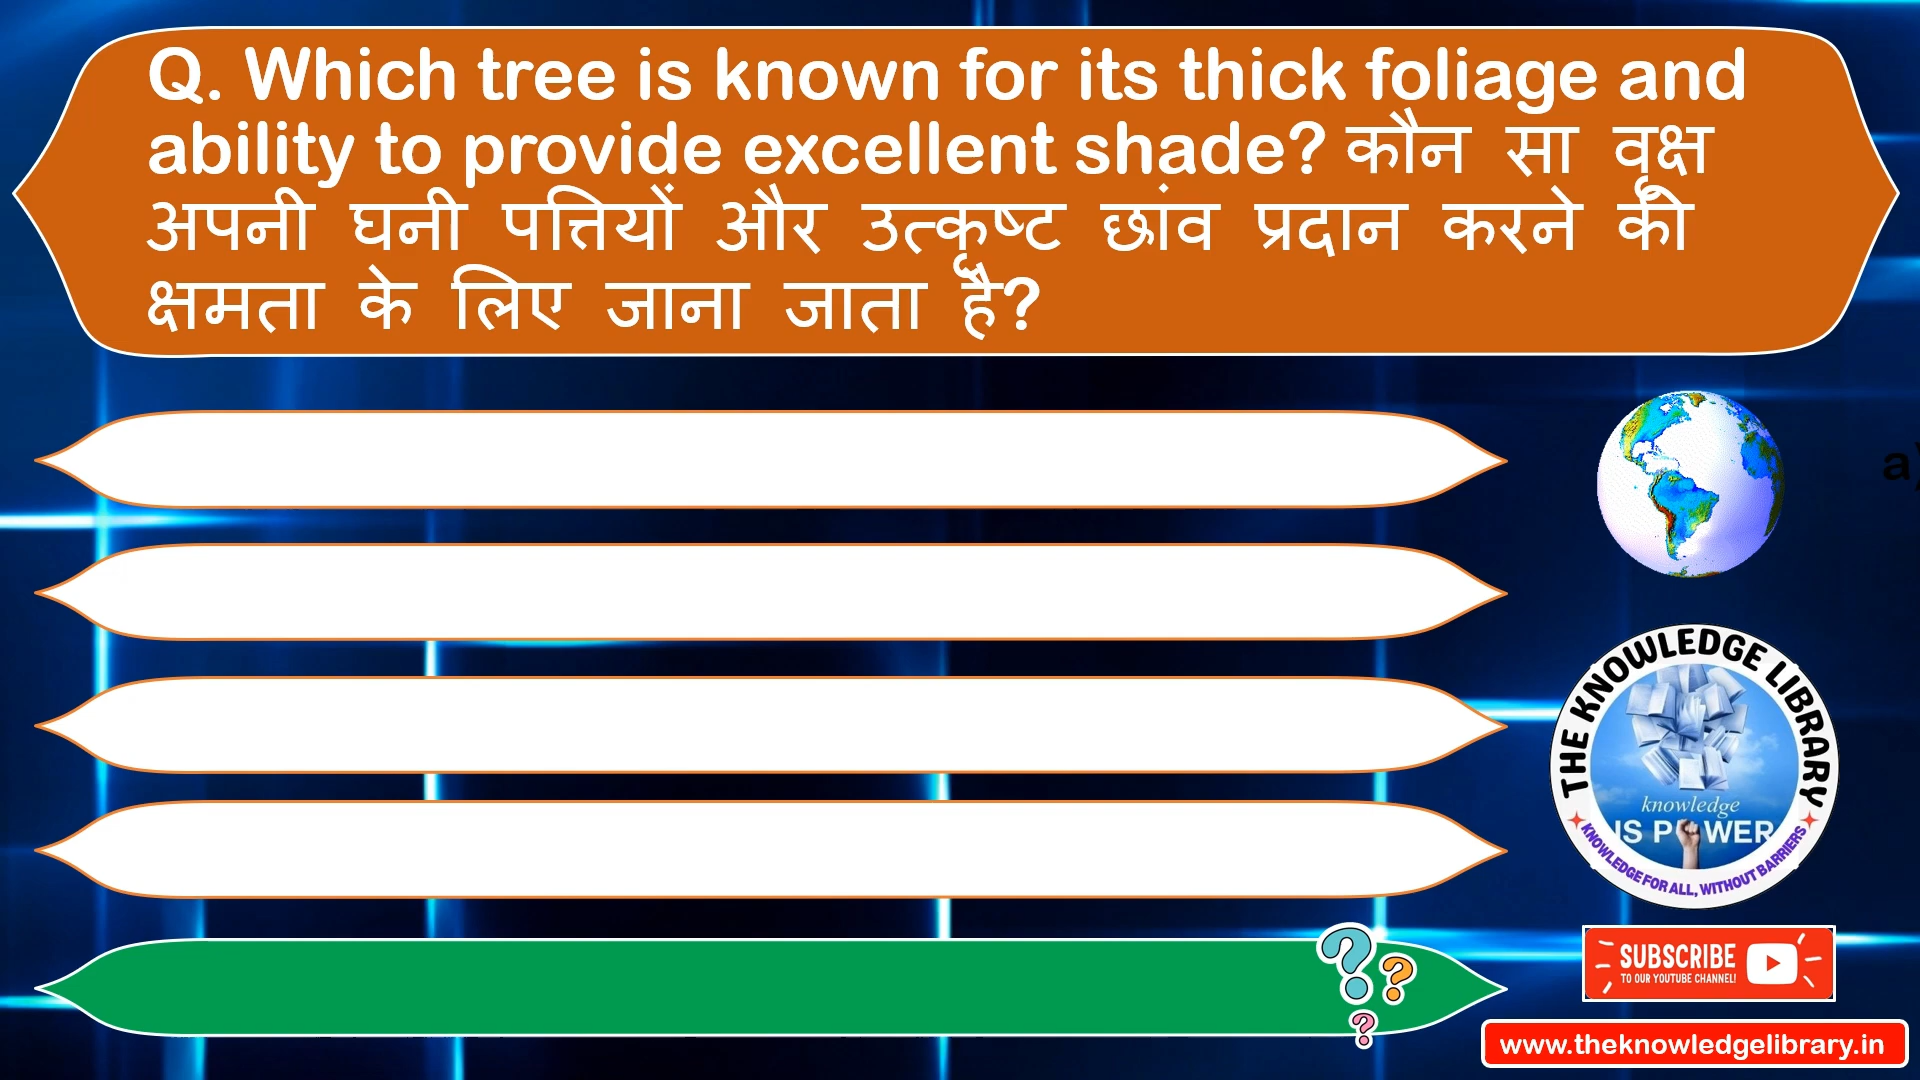 Q. Which tree is known for its thick foliage and
ability to provide excellent shade? कौन सा वृक्ष
अपनी घनी पत्तियों और उत्कृष्ट छांव प्रदान करने की
क्षमता के लिए जाना जाता है?
a)
THE KNOWLEDGE LIBRARY
knowledge
IS POWER
KNOWLEDGE FOR ALL, WITHOUT BARRIERS
SUBSCRIBE
TO OUR YOUTUBE CHANNEL!
www.theknowledgelibrary.in